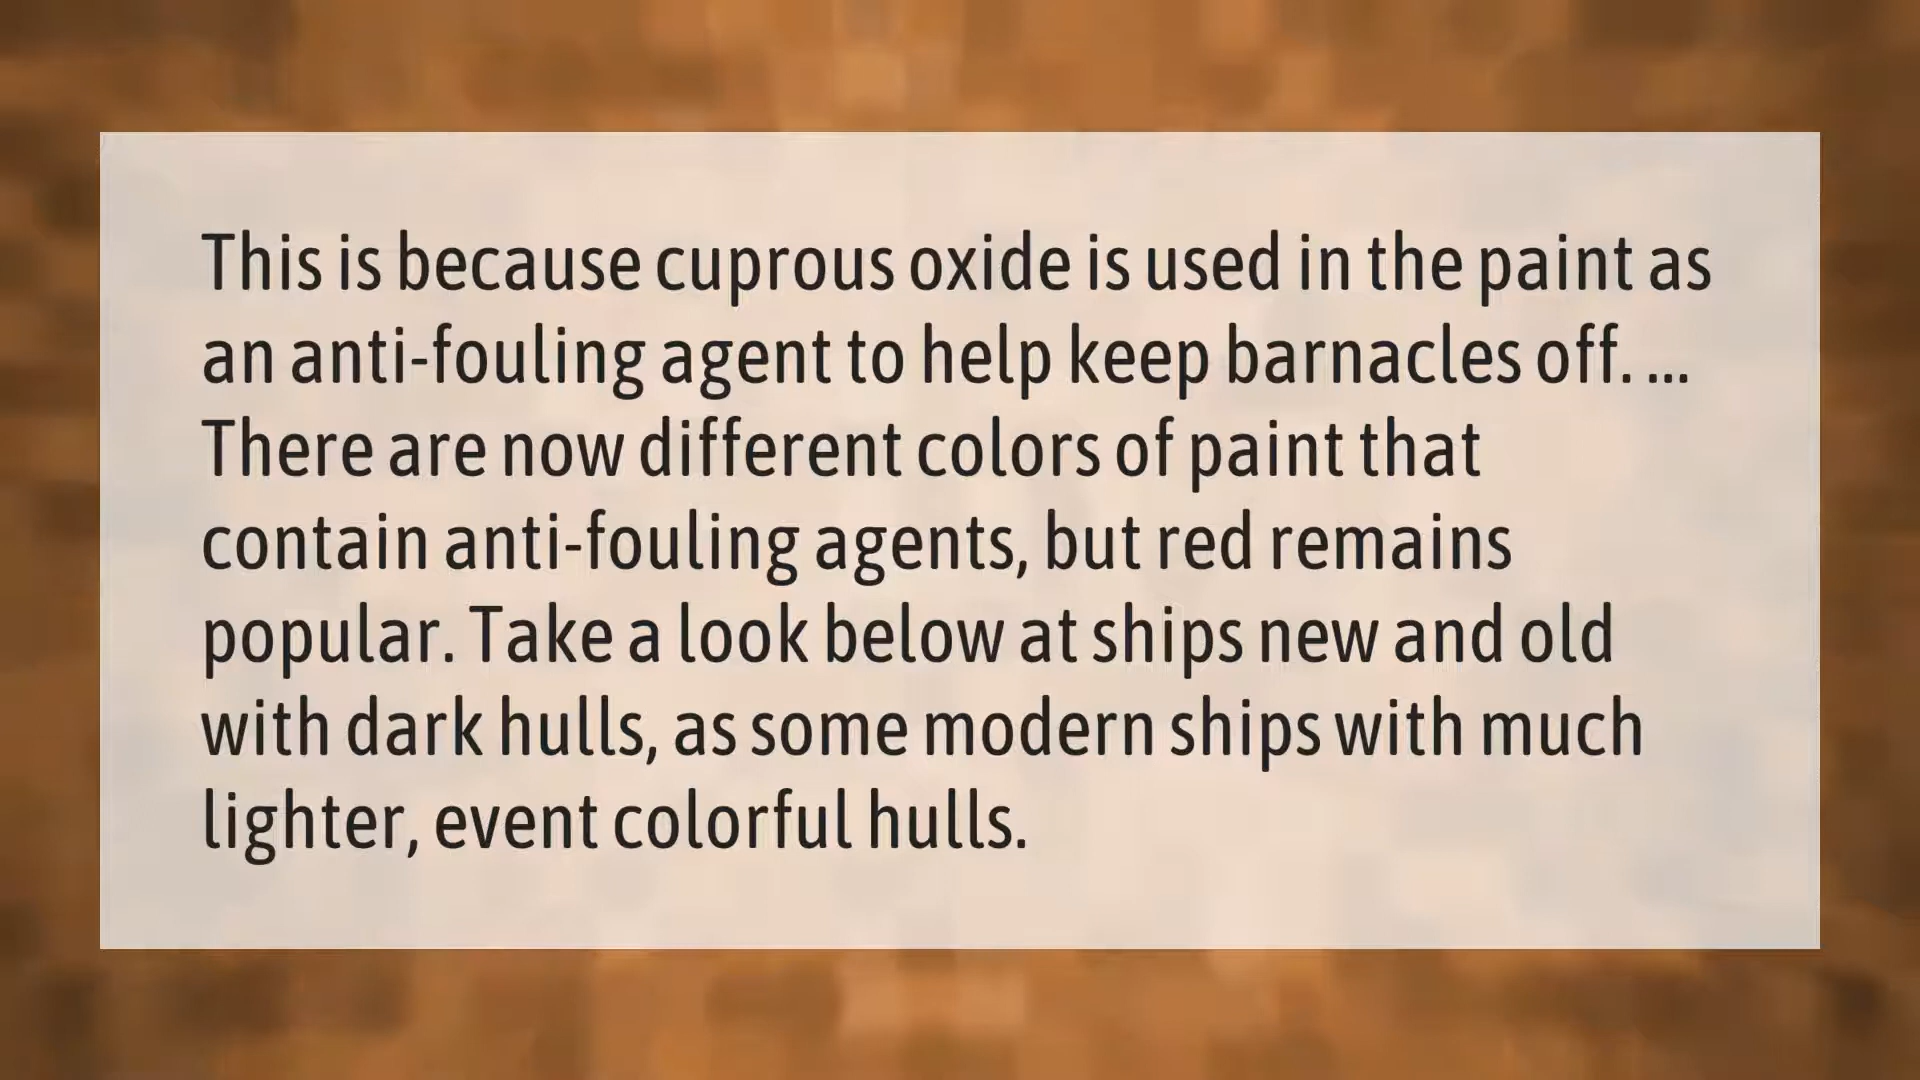 This is because cuprous oxide is used in the paint as
an anti-fouling agent to help keep barnacles off. ...
There are now different colors of paint that
contain anti-fouling agents, but red remains
popular. Take a look below at ships new and old
with dark hulls, as some modern ships with much
lighter, event colorful hulls.